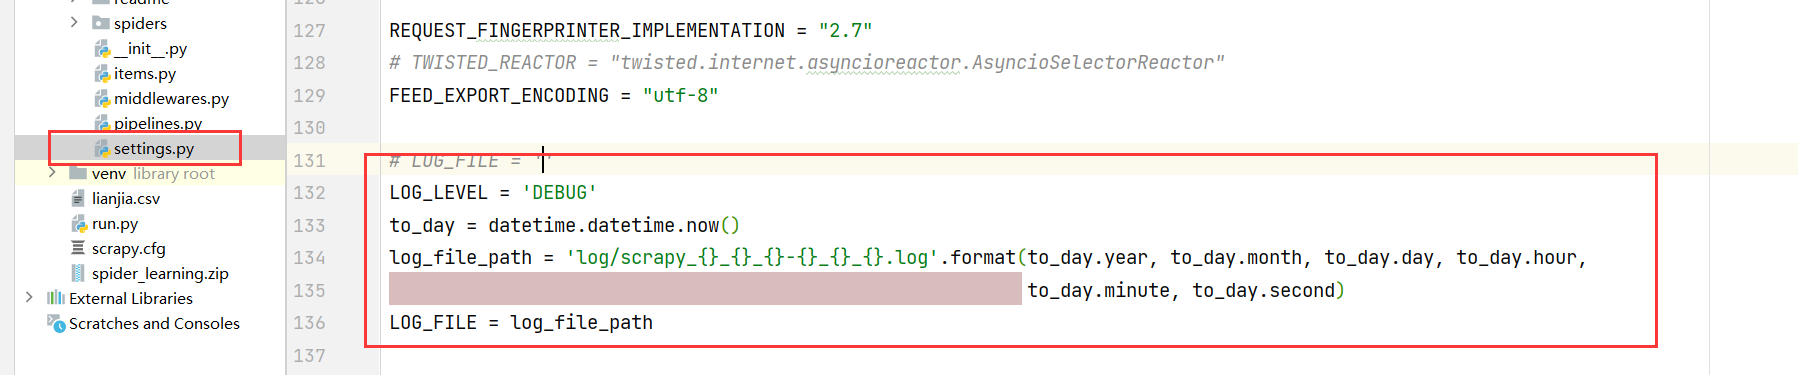 readme
spiders
__init__.py
items.py
middlewares.py
pipelines.py
settings.py
venv library root
lianjia.csv
run.py
scrapy.cfg
spider_learning.zip
External Libraries
Scratches and Consoles
127 REQUEST_FINGERPRINTER_IMPLEMENTATION = "2.7"
128 # TWISTED_REACTOR = "twisted.internet.asyncioreactor.AsyncioSelectorReactor"
129 FEED_EXPORT_ENCODING = "utf-8"
130
131 # LOG_FILE = ''
132 LOG_LEVEL = 'DEBUG'
133 to_day = datetime.datetime.now()
134 log_file_path = 'log/scrapy_{}_{}_{}-{}_{}_{}.log'.format(to_day.year, to_day.month, to_day.day, to_day.hour,
135 to_day.minute, to_day.second)
136 LOG_FILE = log_file_path
137